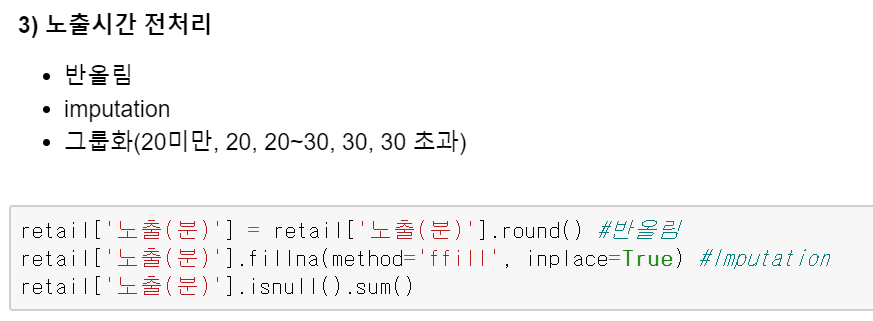 3) 노출시간 전처리
• 반올림
• imputation
• 그룹화(20미만, 20, 20~30, 30, 30 초과)
retail['노출(분)'] = retail['노출(분)'].round() #반올림
retail['노출(분)'].fillna(method='ffill', inplace=True) #Imputation
retail['노출(분)'].isnull().sum()